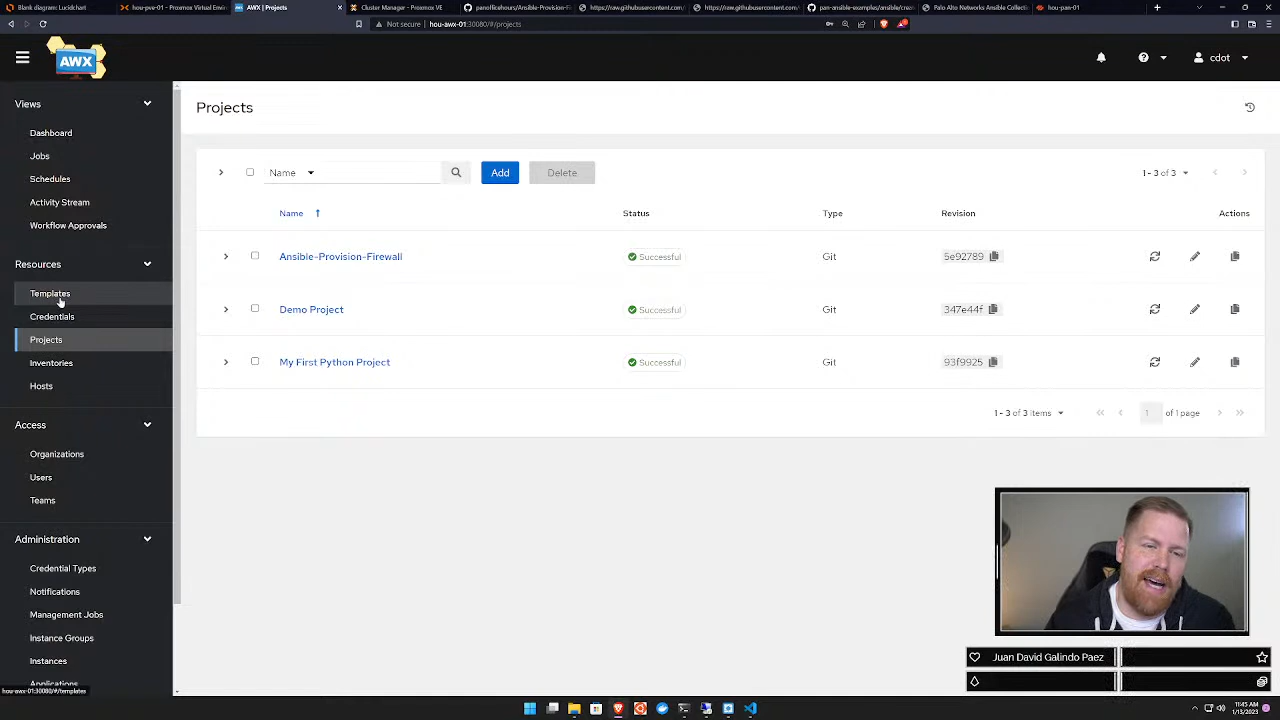 Blank diagram: Lucidchart
hou-pve-01 - Proxmox Virtual Envir
AWX | Projects
Cluster Manager - Proxmox VE
panofficehours/Ansible-Provision-F
https://raw.githubusercontent.com/
https://raw.githubusercontent.com/
pan-ansible-examples/ansible/crea
Palo Alto Networks Ansible Collecti
hou-pan-01
Not secure
hou-awx-01:30080/#/projects
AWX
cdot
Views
Dashboard
Jobs
Schedules
Activity Stream
Workflow Approvals
Resources
Templates
Credentials
Projects
Inventories
Hosts
Access
Organizations
Users
Teams
Administration
Credential Types
Notifications
Management Jobs
Instance Groups
Instances
Applications
hou-awx-01:30080/#/templates
Projects
Name
Add
Delete
1 - 3 of 3
Name Status Type Revision Actions
Ansible-Provision-Firewall Successful Git 5e92789
Demo Project Successful Git 347e44f
My First Python Project Successful Git 93f9925
1 - 3 of 3 items
1 of 1 page
Juan David Galindo Paez
11:45 AM
1/13/2023